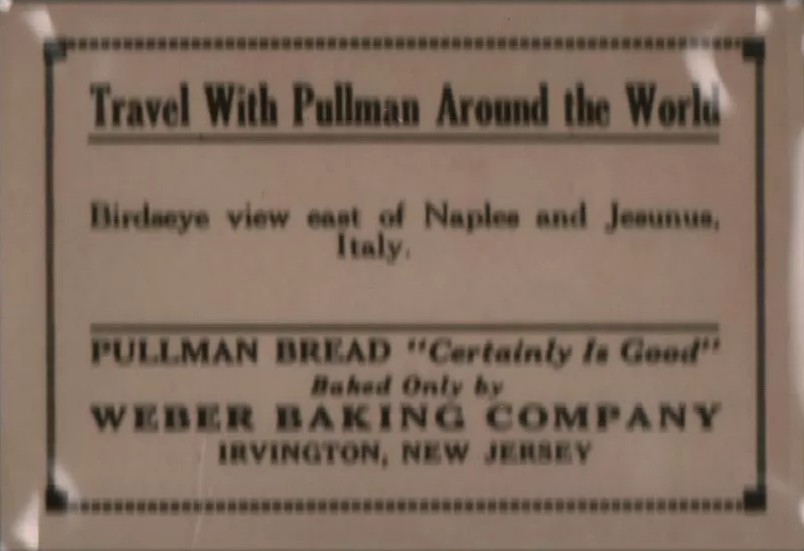 Travel With Pullman Around the World
Birdseye view east of Naples and Jesunus,
Italy.
PULLMAN BREAD "Certainly Is Good"
Baked Only by
WEBER BAKING COMPANY
IRVINGTON, NEW JERSEY